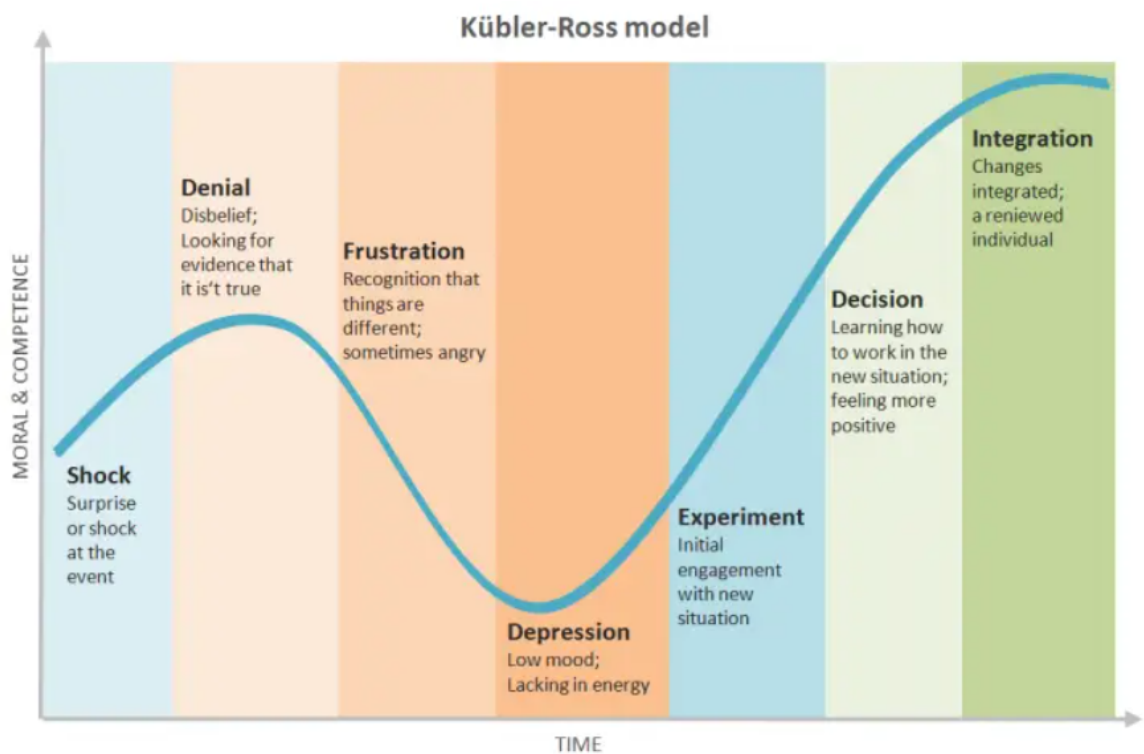 Kübler-Ross model
MORAL & COMPETENCE
Shock
Surprise
or shock
at the
event
Denial
Disbelief;
Looking for
evidence that
it is't true
Frustration
Recognition that
things are
different;
sometimes angry
Depression
Low mood;
Lacking in energy
Experiment
Initial
engagement
with new
situation
Decision
Learning how
to work in the
new situation;
feeling more
positive
Integration
Changes
integrated;
a reniewed
individual
TIME